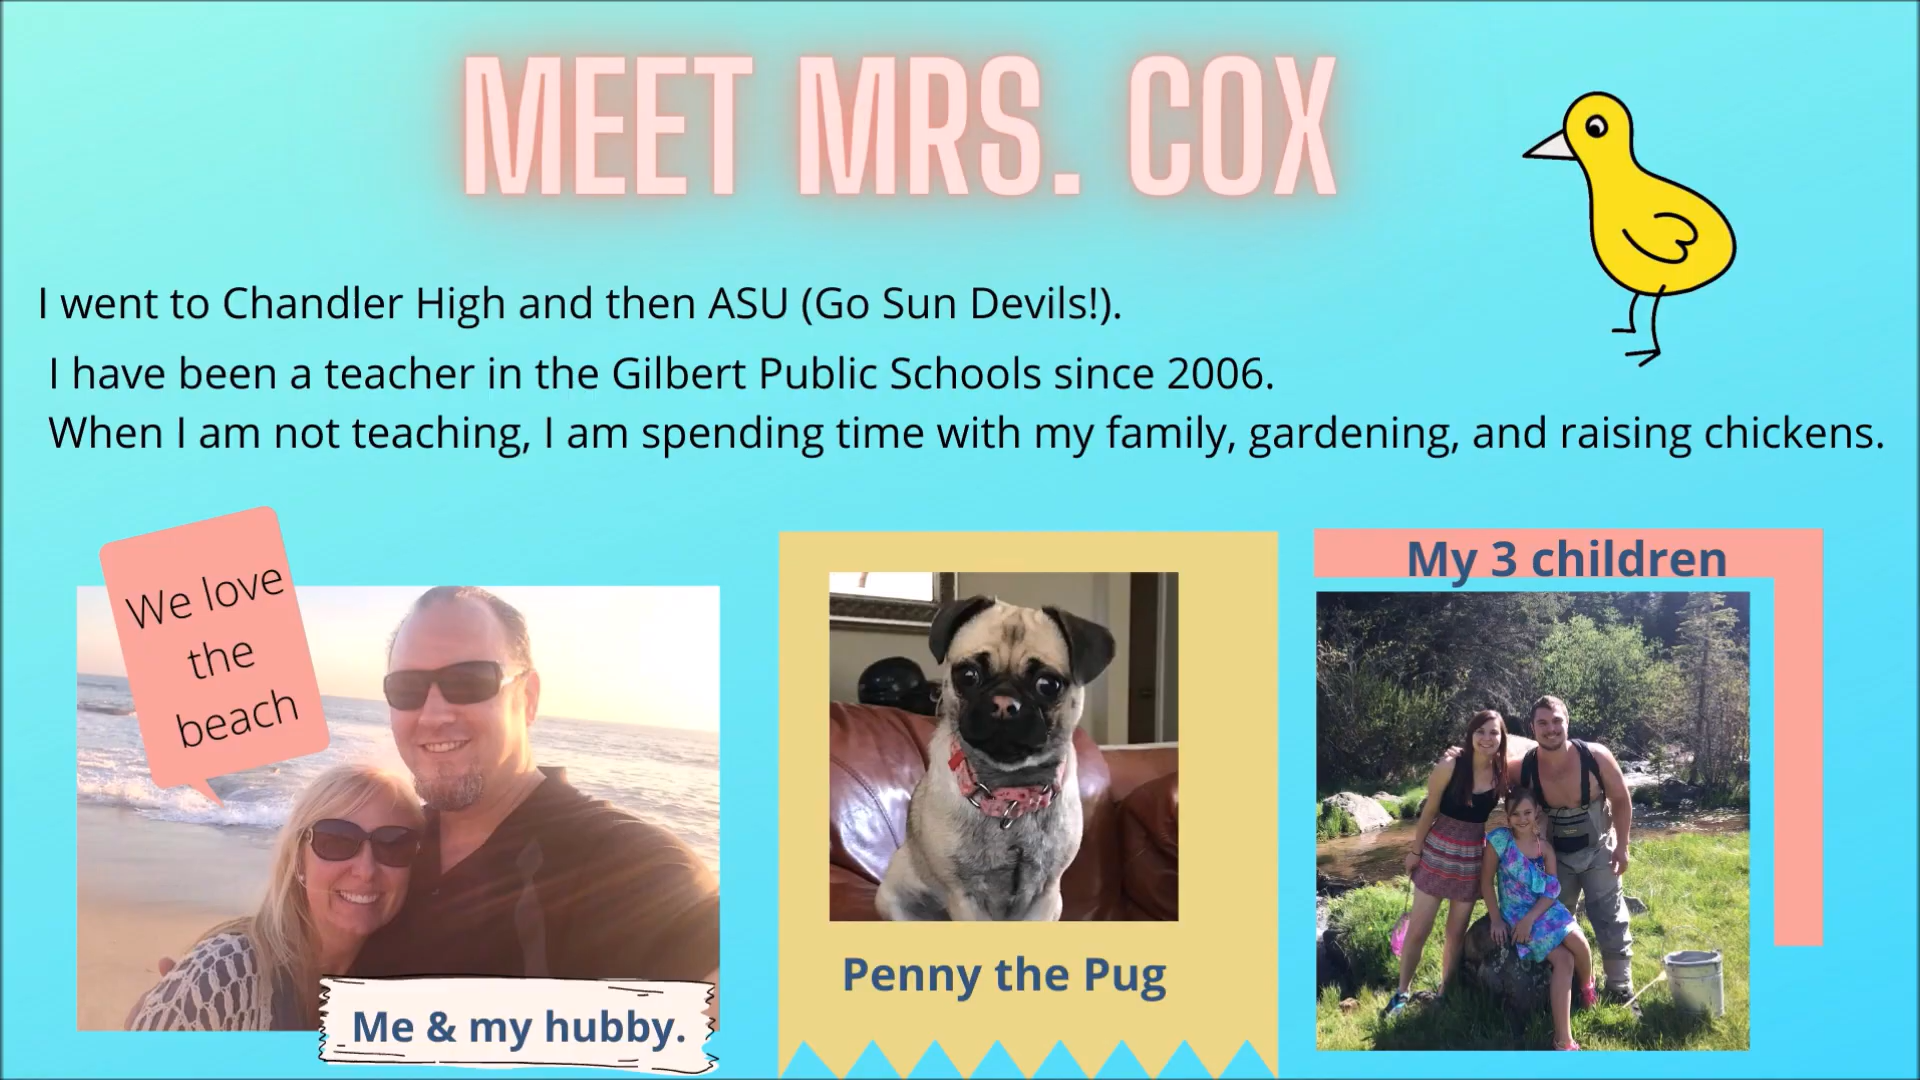 MEET MRS. COX
I went to Chandler High and then ASU (Go Sun Devils!).
I have been a teacher in the Gilbert Public Schools since 2006.
When I am not teaching, I am spending time with my family, gardening, and raising chickens.
We love
the
beach
Me & my hubby.
Penny the Pug
My 3 children